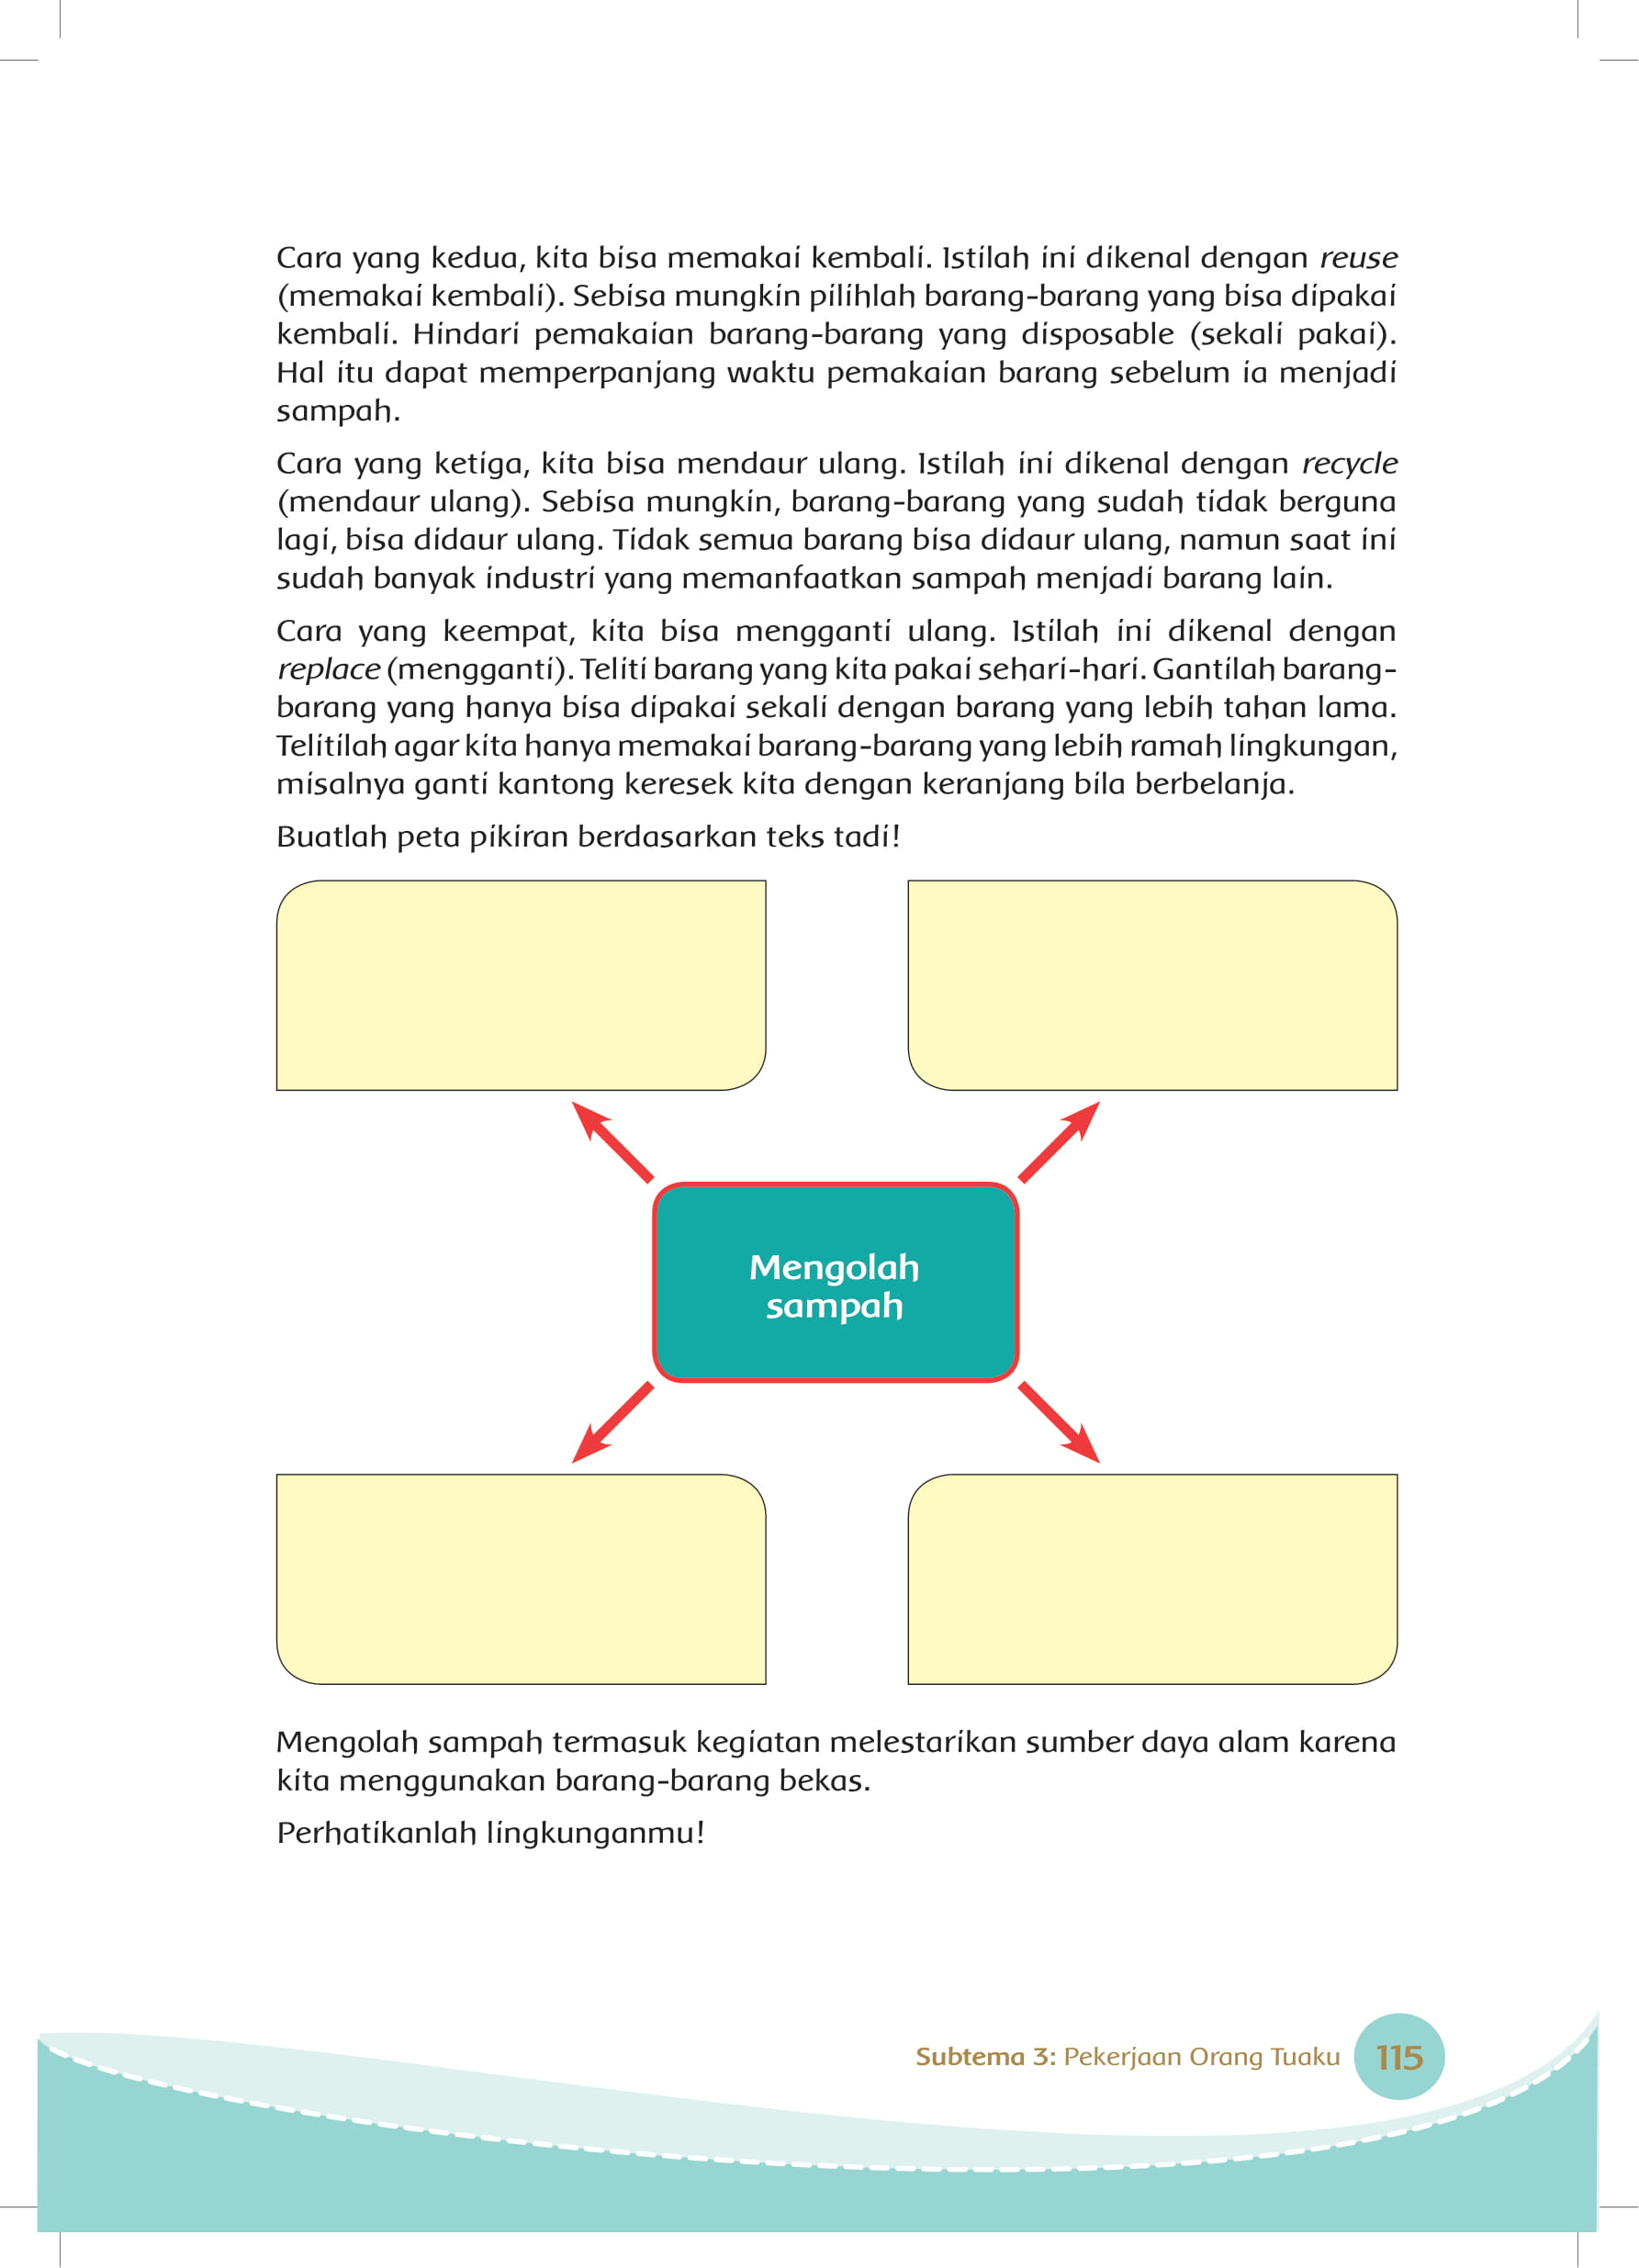 Cara yang kedua, kita bisa memakai kembali. Istilah ini dikenal dengan reuse
(memakai kembali). Sebisa mungkin pilihlah barang-barang yang bisa dipakai
kembali. Hindari pemakaian barang-barang yang disposable (sekali pakai).
Hal itu dapat memperpanjang waktu pemakaian barang sebelum ia menjadi
sampah.
Cara yang ketiga, kita bisa mendaur ulang. Istilah ini dikenal dengan recycle
(mendaur ulang). Sebisa mungkin, barang-barang yang sudah tidak berguna
lagi, bisa didaur ulang. Tidak semua barang bisa didaur ulang, namun saat ini
sudah banyak industri yang memanfaatkan sampah menjadi barang lain.
Cara yang keempat, kita bisa mengganti ulang. Istilah ini dikenal dengan
replace (mengganti). Teliti barang yang kita pakai sehari-hari. Gantilah barang-
barang yang hanya bisa dipakai sekali dengan barang yang lebih tahan lama.
Telitilah agar kita hanya memakai barang-barang yang lebih ramah lingkungan,
misalnya ganti kantong keresek kita dengan keranjang bila berbelanja.
Buatlah peta pikiran berdasarkan teks tadi!
Mengolah
sampah
Mengolah sampah termasuk kegiatan melestarikan sumber daya alam karena
kita menggunakan barang-barang bekas.
Perhatikanlah lingkunganmu!
Subtema 3: Pekerjaan Orang Tuaku 115